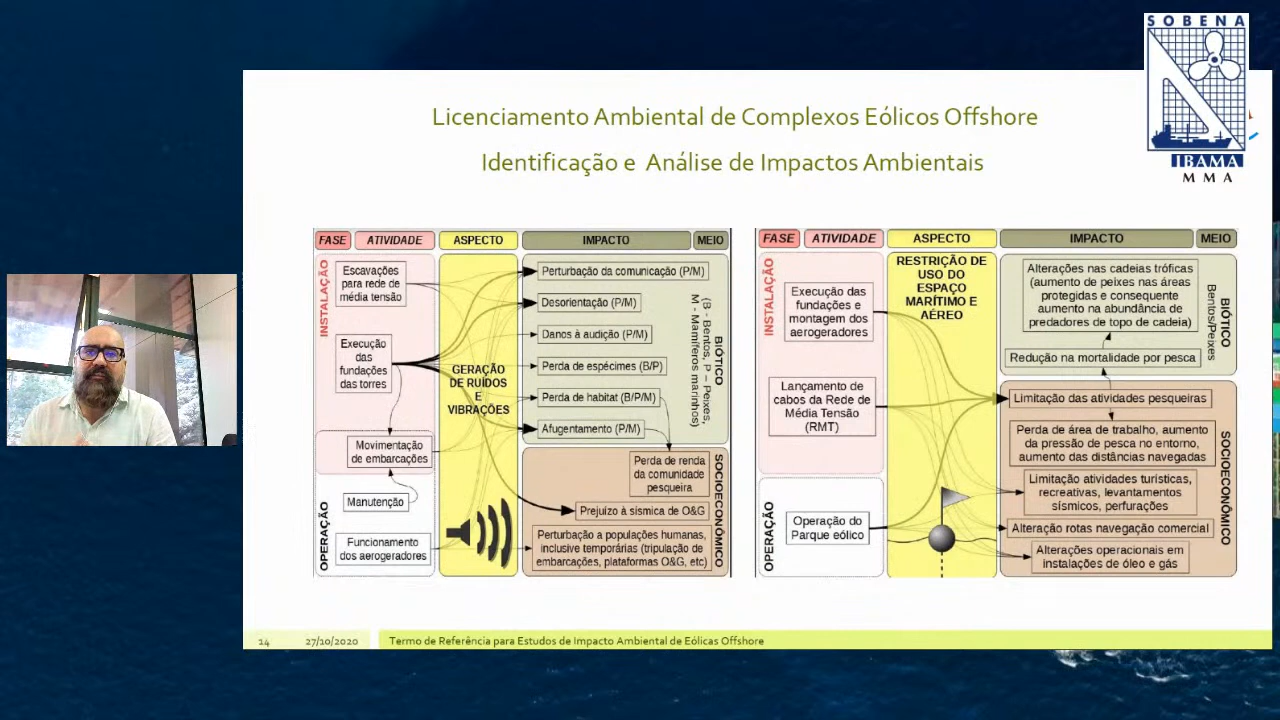 SOBENA
IBAMA
MMA
Licenciamento Ambiental de Complexos Eólicos Offshore
Identificação e Análise de Impactos Ambientais
FASE
ATIVIDADE
ASPECTO
IMPACTO
MEIO
INSTALAÇÃO
Escavações
para rede de
média tensão
Execução
das
fundações
das torres
Movimentação
de embarcações
OPERAÇÃO
Manutenção
Funcionamento
dos aerogeradores
GERAÇÃO
DE RUÍDOS
E
VIBRAÇÕES
Perturbação da comunicação (P/M)
Desorientação (P/M)
Danos à audição (P/M)
Perda de espécimes (B/P)
Perda de habitat (B/P/M)
Afugentamento (P/M)
BIÓTICO
(B - Bentos, P – Peixes,
M - Mamíferos marinhos)
Perda de renda
da comunidade
pesqueira
Prejuízo à sísmica de O&G
Perturbação a populações humanas,
inclusive temporárias (tripulação de
embarcações, plataformas O&G, etc)
SOCIOECONÔMICO
FASE
ATIVIDADE
ASPECTO
IMPACTO
MEIO
INSTALAÇÃO
Execução das
fundações e
montagem dos
aerogeradores
Lançamento de
cabos da Rede de
Média Tensão
(RMT)
OPERAÇÃO
Operação do
Parque eólico
RESTRIÇÃO DE
USO DO
ESPAÇO
MARÍTIMO E
AÉREO
Alterações nas cadeias tróficas
(aumento de peixes nas áreas
protegidas e consequente
aumento na abundância de
predadores de topo de cadeia)
Redução na mortalidade por pesca
BIÓTICO
Bentos/Peixes
Limitação das atividades pesqueiras
Perda de área de trabalho, aumento
da pressão de pesca no entorno,
aumento das distâncias navegadas
Limitação atividades turísticas,
recreativas, levantamentos
sísmicos, perfurações
Alteração rotas navegação comercial
Alterações operacionais em
instalações de óleo e gás
SOCIOECONÔMICO
14
27/10/2020
Termo de Referência para Estudos de Impacto Ambiental de Eólicas Offshore